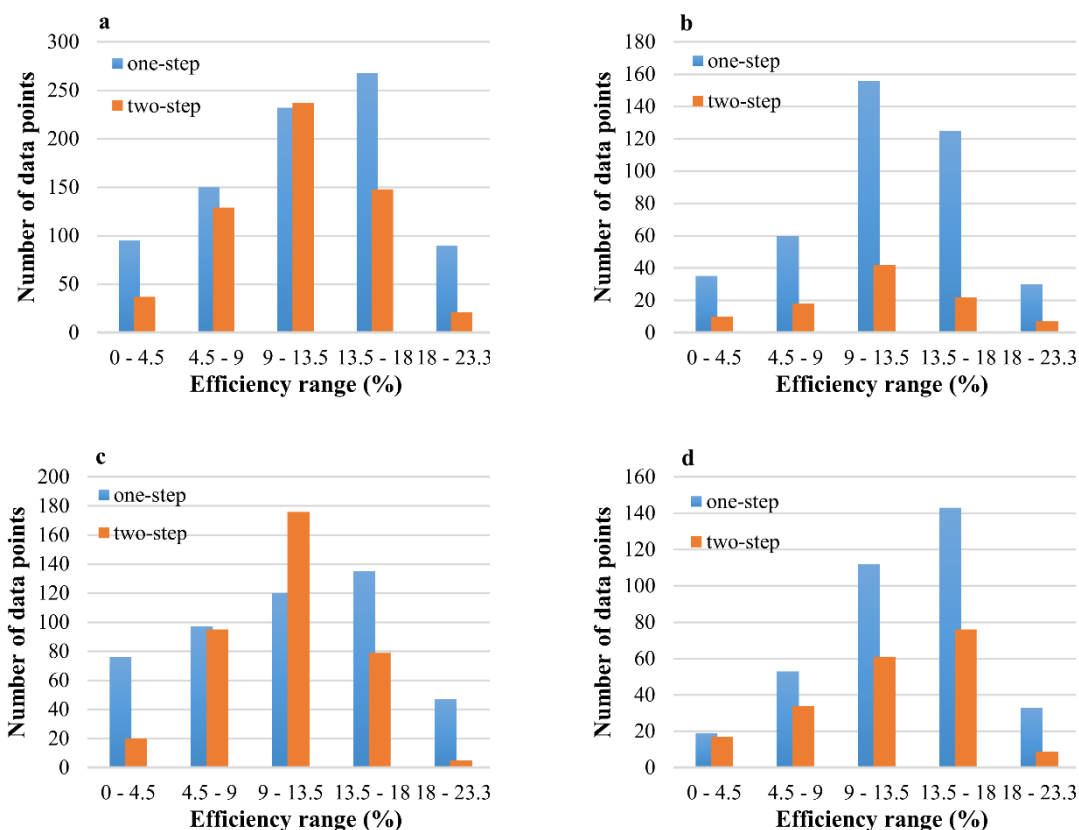 a
300
250
200
150
100
50
0
one-step
two-step
Number of data points
0 - 4.5 4.5 - 9 9 - 13.5 13.5 - 18 18 - 23.3
Efficiency range (%)
b
180
160
140
120
100
80
60
40
20
0
one-step
two-step
Number of data points
0 - 4.5 4.5 - 9 9 - 13.5 13.5 - 18 18 - 23.3
Efficiency range (%)
c
200
180
160
140
120
100
80
60
40
20
0
one-step
two-step
Number of data points
0 - 4.5 4.5 - 9 9 - 13.5 13.5 - 18 18 - 23.3
Efficiency range (%)
d
160
140
120
100
80
60
40
20
0
one-step
two-step
Number of data points
0 - 4.5 4.5 - 9 9 - 13.5 13.5 - 18 18 - 23.3
Efficiency range (%)